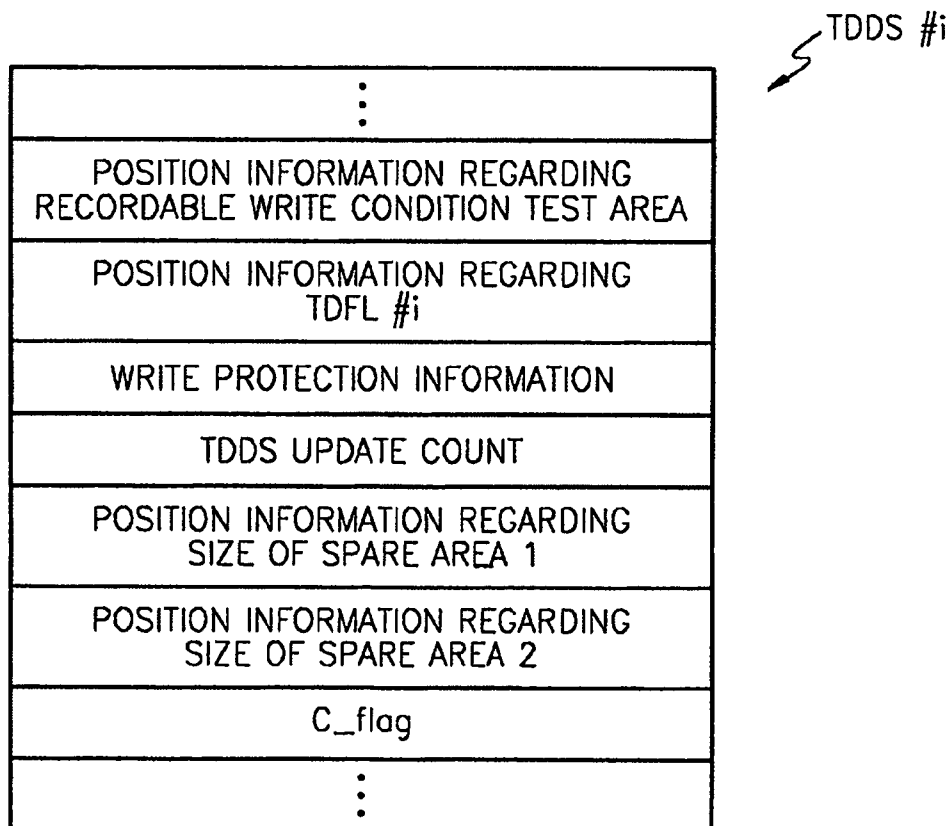 TDDS #i
⋮
POSITION INFORMATION REGARDING
RECORDABLE WRITE CONDITION TEST AREA
POSITION INFORMATION REGARDING
TDFL #i
WRITE PROTECTION INFORMATION
TDDS UPDATE COUNT
POSITION INFORMATION REGARDING
SIZE OF SPARE AREA 1
POSITION INFORMATION REGARDING
SIZE OF SPARE AREA 2
C_flag
⋮